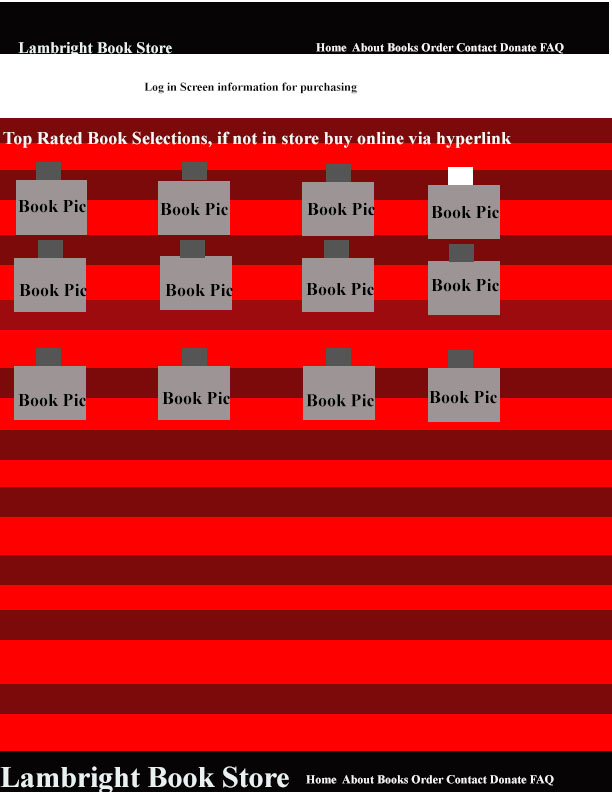 Lambright Book Store
Home About Books Order Contact Donate FAQ
Log in Screen information for purchasing
Top Rated Book Selections, if not in store buy online via hyperlink
Book Pic
Book Pic
Book Pic
Book Pic
Book Pic
Book Pic
Book Pic
Book Pic
Book Pic
Book Pic
Book Pic
Book Pic
Lambright Book Store
Home About Books Order Contact Donate FAQ